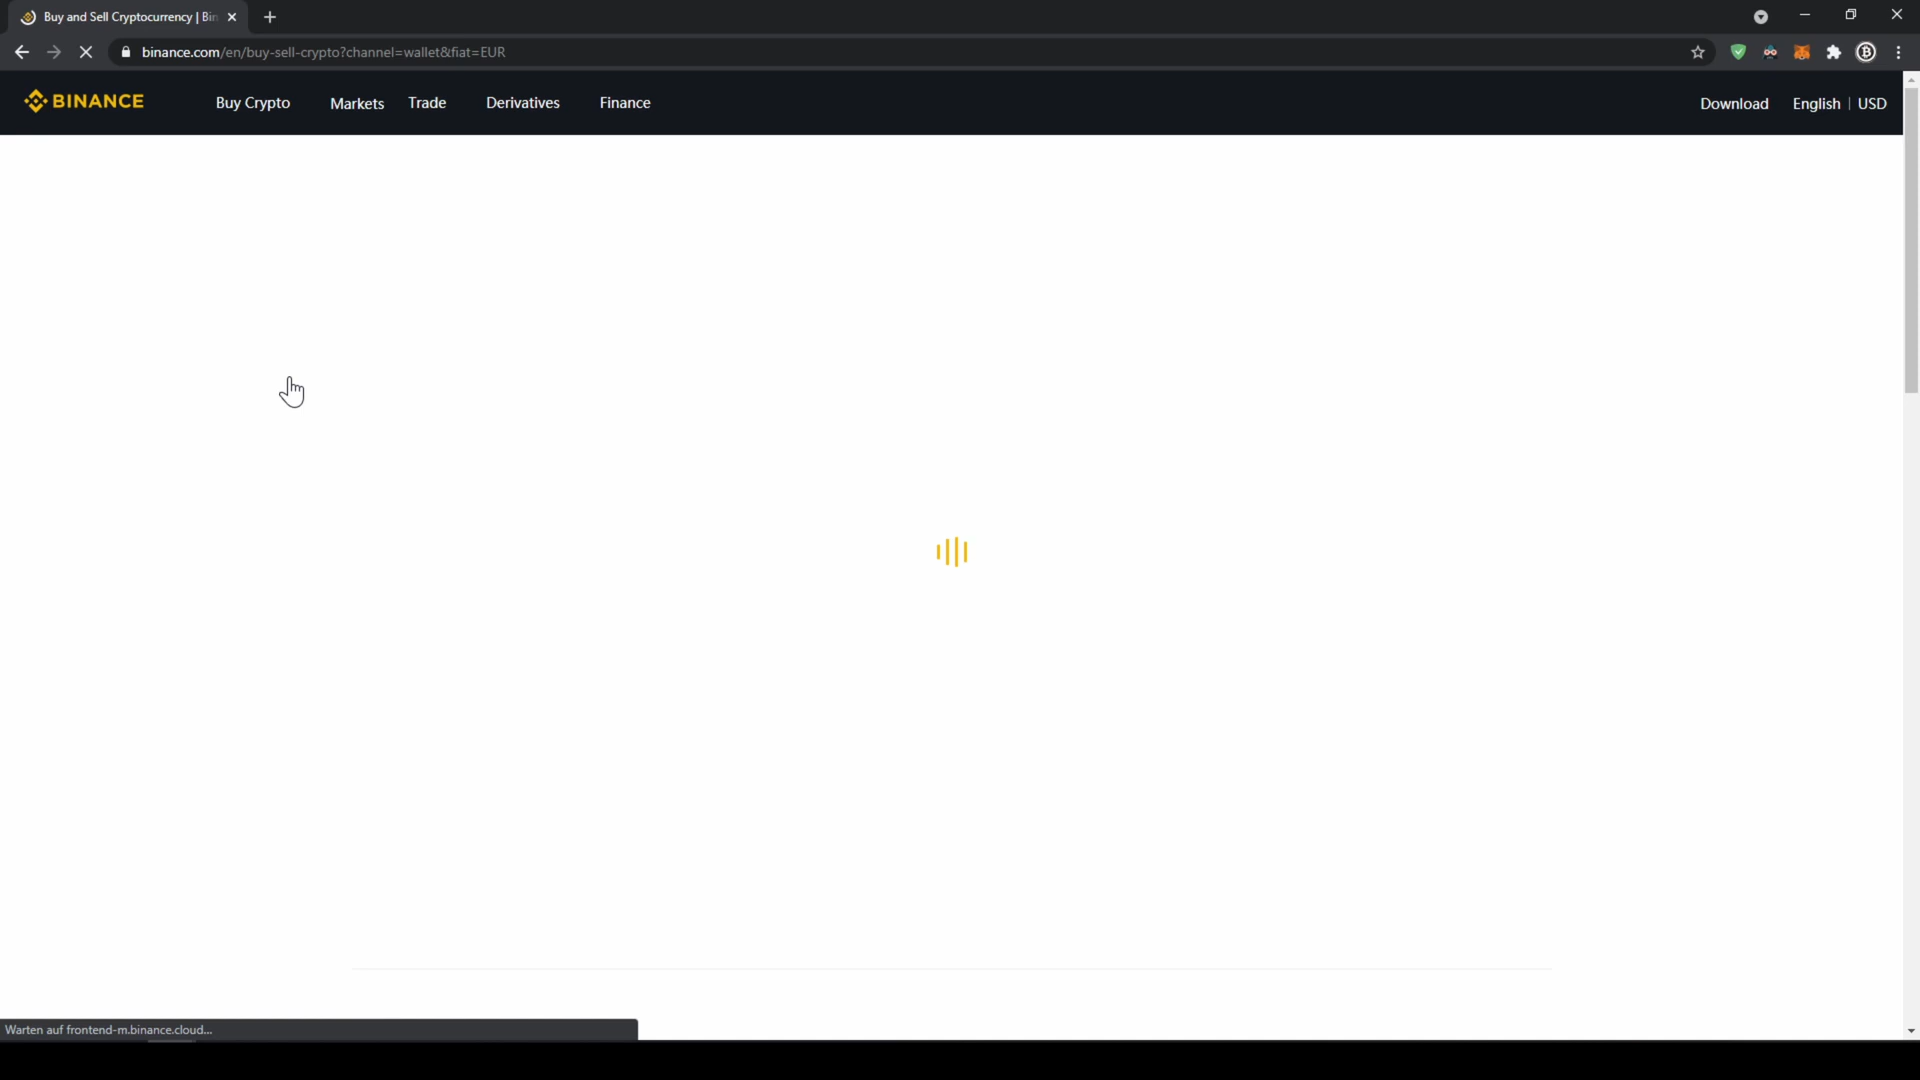 Buy and Sell Cryptocurrency | Bin
binance.com/en/buy-sell-crypto?channel=wallet&fiat=EUR
BINANCE
Buy Crypto
Markets
Trade
Derivatives
Finance
Download
English
USD
Warten auf frontend-m.binance.cloud...